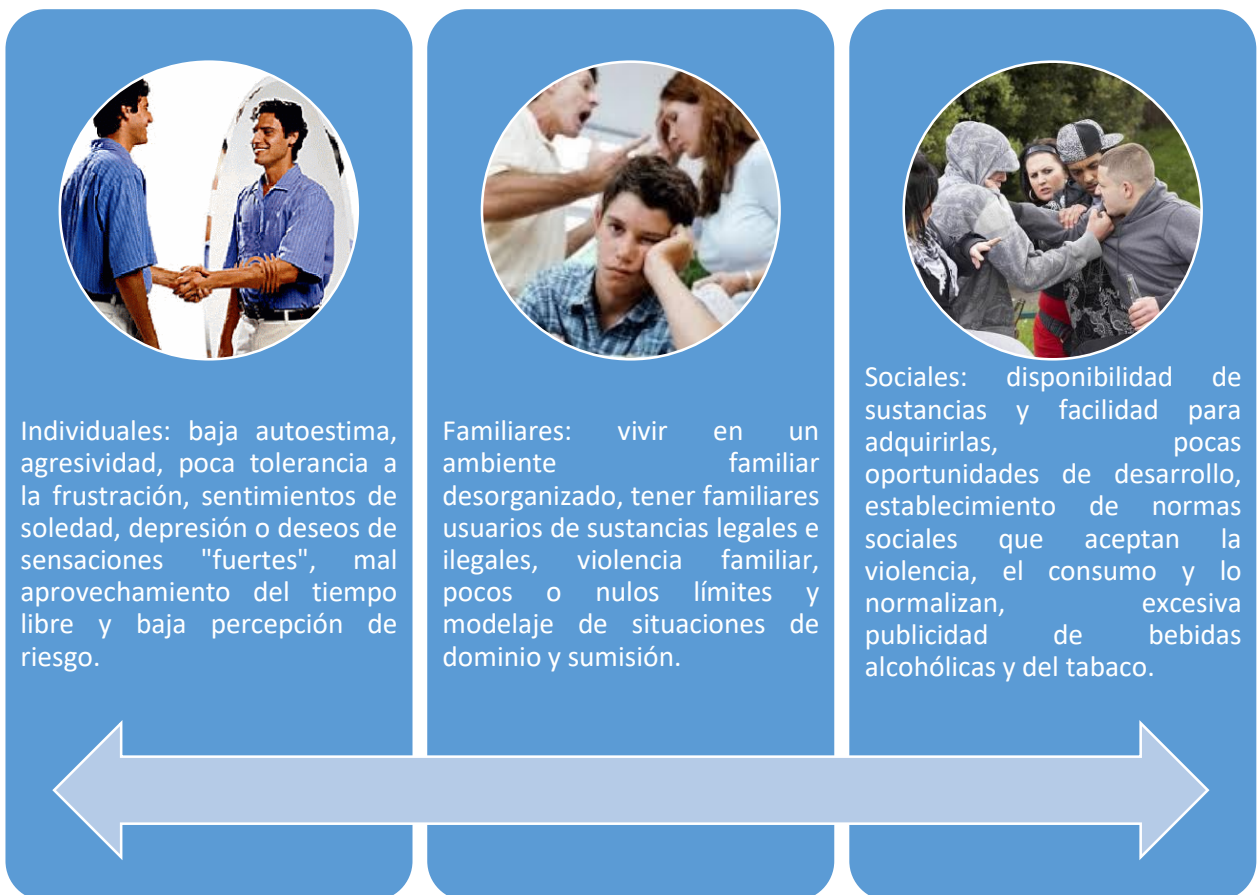 Individuales: baja autoestima,
agresividad, poca tolerancia a
la frustración, sentimientos de
soledad, depresión o deseos de
sensaciones "fuertes", mal
aprovechamiento del tiempo
libre y baja percepción de
riesgo.
Familiares: vivir en un
ambiente familiar
desorganizado, tener familiares
usuarios de sustancias legales e
ilegales, violencia familiar,
pocos o nulos límites y
modelaje de situaciones de
dominio y sumisión.
Sociales: disponibilidad de
sustancias y facilidad para
adquirirlas, pocas
oportunidades de desarrollo,
establecimiento de normas
sociales que aceptan la
violencia, el consumo y lo
normalizan, excesiva
publicidad de bebidas
alcohólicas y del tabaco.